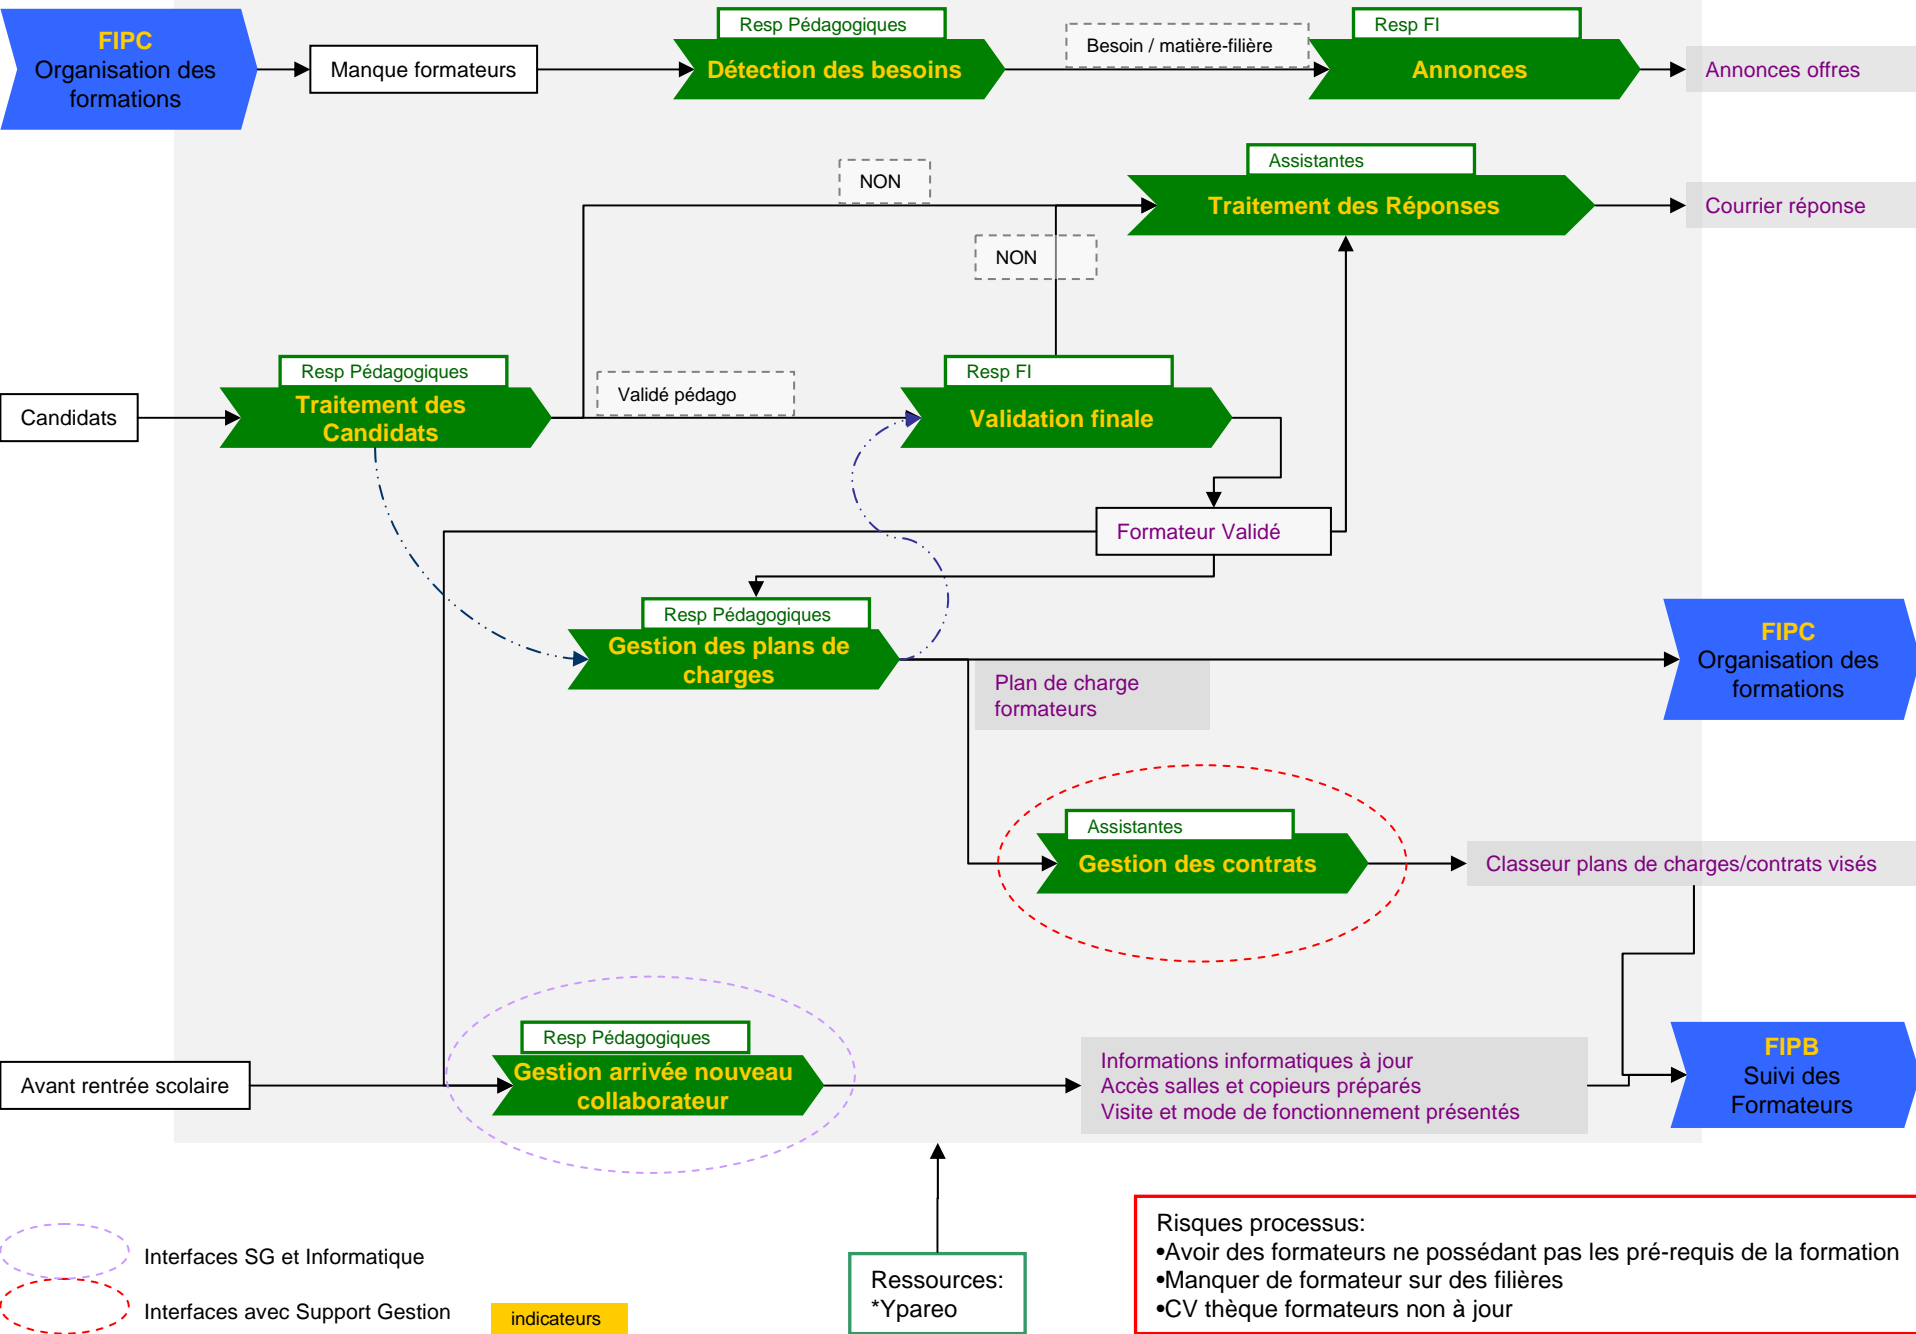 FIPC
Organisation des
formations
Manque formateurs
Resp Pédagogiques
Détection des besoins
Besoin / matière-filière
Resp FI
Annonces
Annonces offres
NON
Assistantes
Traitement des Réponses
Courrier réponse
NON
Candidats
Resp Pédagogiques
Traitement des
Candidats
Validé pédago
Resp FI
Validation finale
Formateur Validé
Resp Pédagogiques
Gestion des plans de
charges
Plan de charge
formateurs
FIPC
Organisation des
formations
Assistantes
Gestion des contrats
Classeur plans de charges/contrats visés
Avant rentrée scolaire
Resp Pédagogiques
Gestion arrivée nouveau
collaborateur
Informations informatiques à jour
Accès salles et copieurs préparés
Visite et mode de fonctionnement présentés
FIPB
Suivi des
Formateurs
Interfaces SG et Informatique
Interfaces avec Support Gestion
indicateurs
Ressources:
*Ypareo
Risques processus:
•Avoir des formateurs ne possédant pas les pré-requis de la formation
•Manquer de formateur sur des filières
•CV thèque formateurs non à jour